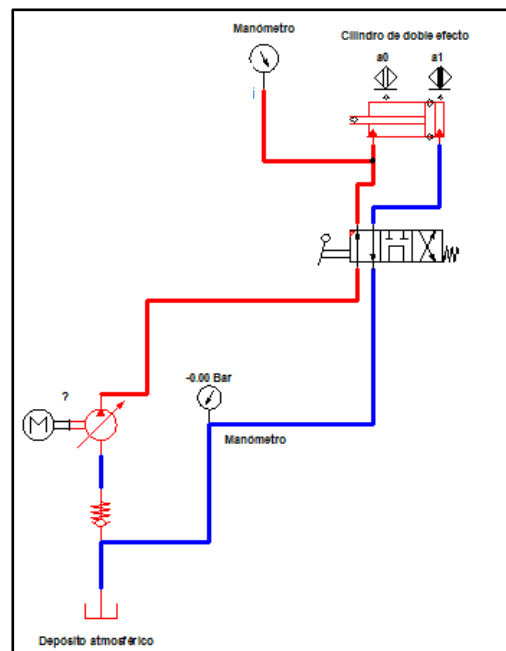 Manómetro
Cilindro de doble efecto
a0
a1
-0.00 Bar
?
M
Manómetro
Depósito atmosférico